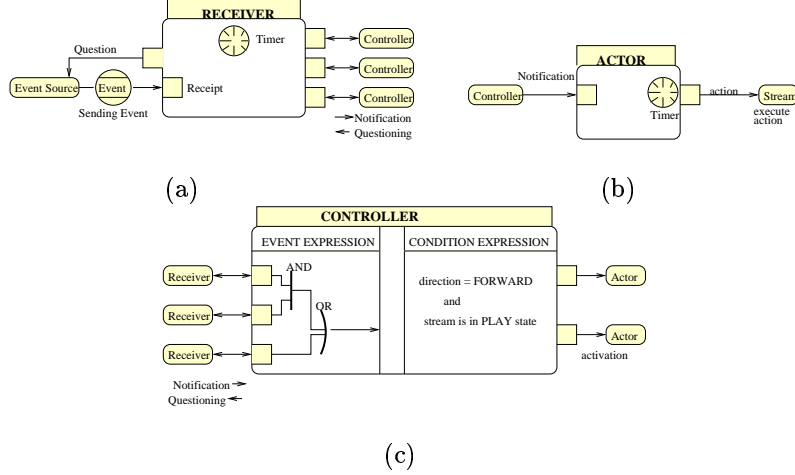 RECEIVER
Timer
Question
Event Source
Event
Sending Event
Receipt
Controller
Controller
Controller
Notification
Questioning
(a)
ACTOR
Notification
Controller
Timer
action
Stream
execute
action
(b)
CONTROLLER
EVENT EXPRESSION
CONDITION EXPRESSION
Receiver
Receiver
Receiver
AND
OR
direction = FORWARD
and
stream is in PLAY state
Actor
Actor
activation
Notification
Questioning
(c)